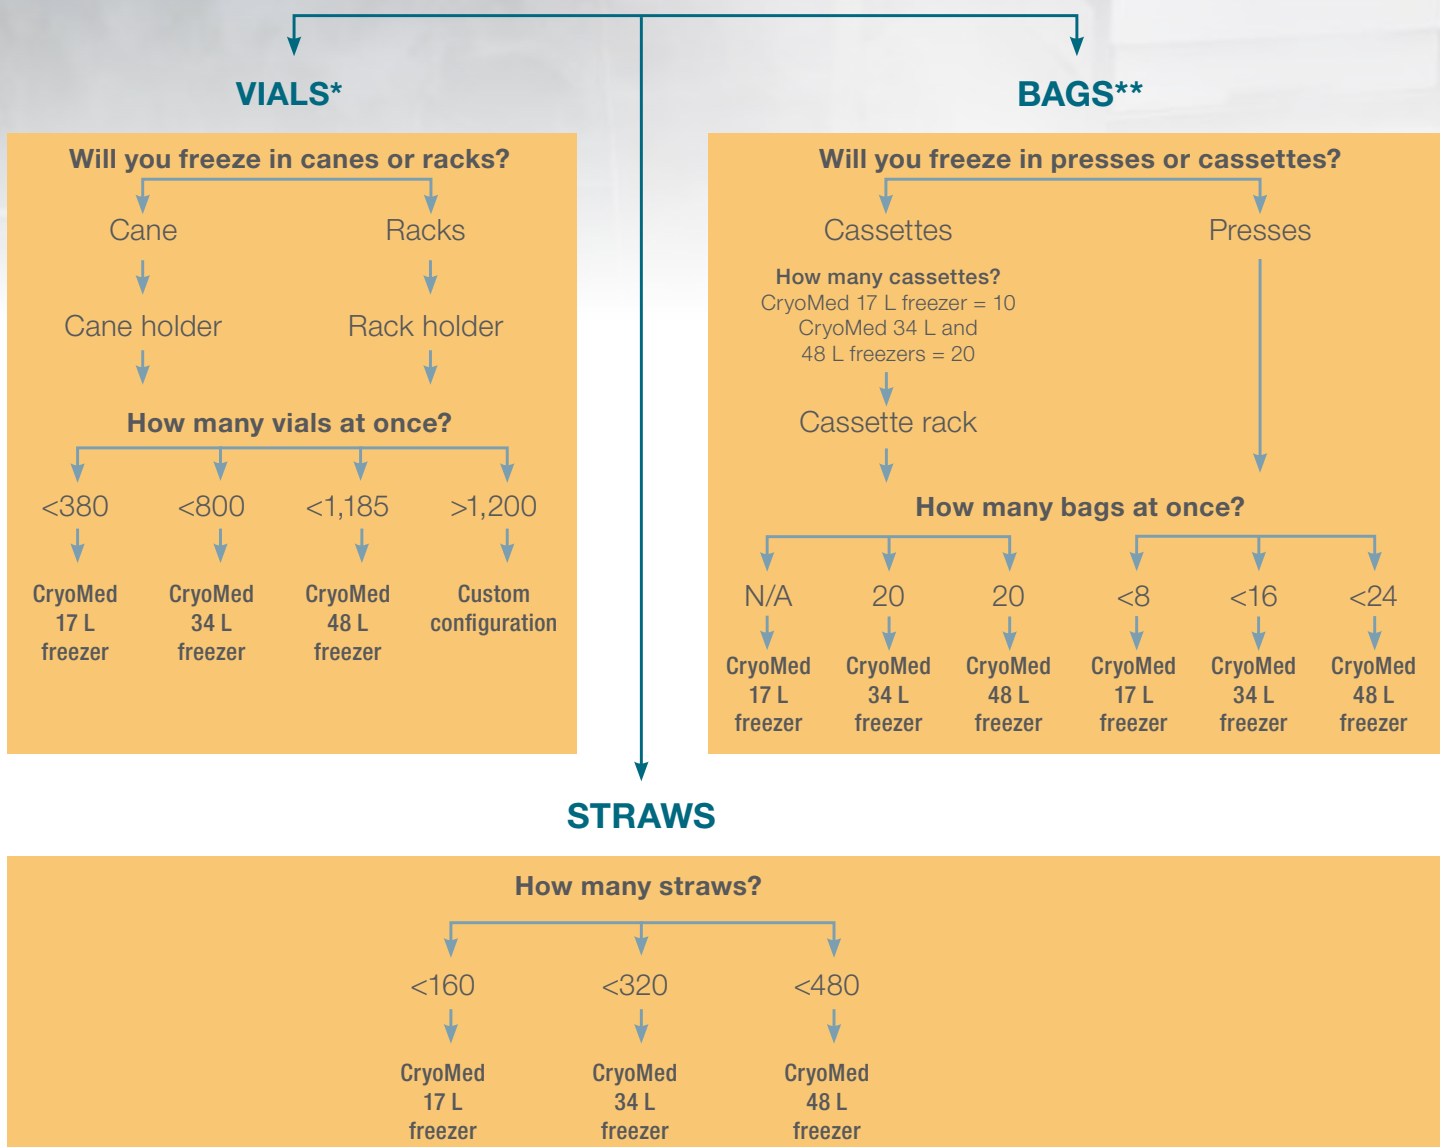 VIALS*
Will you freeze in canes or racks?
Cane
Racks
Cane holder
Rack holder
How many vials at once?
<380
<800
<1,185
>1,200
CryoMed
17 L
freezer
CryoMed
34 L
freezer
CryoMed
48 L
freezer
Custom
configuration
BAGS**
Will you freeze in presses or cassettes?
Cassettes
Presses
How many cassettes?
CryoMed 17 L freezer = 10
CryoMed 34 L and
48 L freezers = 20
Cassette rack
How many bags at once?
N/A
20
20
<8
<16
<24
CryoMed
17 L
freezer
CryoMed
34 L
freezer
CryoMed
48 L
freezer
CryoMed
17 L
freezer
CryoMed
34 L
freezer
CryoMed
48 L
freezer
STRAWS
How many straws?
<160
<320
<480
CryoMed
17 L
freezer
CryoMed
34 L
freezer
CryoMed
48 L
freezer